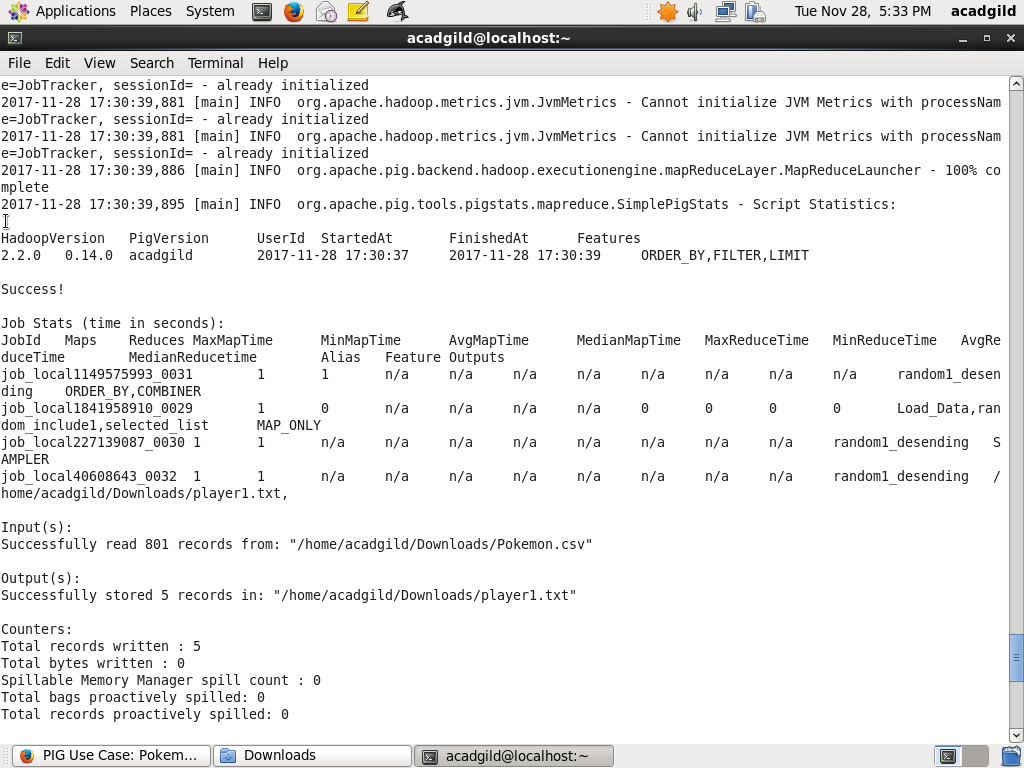 Applications Places System
Tue Nov 28, 5:33 PM acadgild
acadgild@localhost:~
File Edit View Search Terminal Help
e=JobTracker, sessionId= - already initialized
2017-11-28 17:30:39,881 [main] INFO  org.apache.hadoop.metrics.jvm.JvmMetrics - Cannot initialize JVM Metrics with processNam
e=JobTracker, sessionId= - already initialized
2017-11-28 17:30:39,881 [main] INFO  org.apache.hadoop.metrics.jvm.JvmMetrics - Cannot initialize JVM Metrics with processNam
e=JobTracker, sessionId= - already initialized
2017-11-28 17:30:39,886 [main] INFO  org.apache.pig.backend.hadoop.executionengine.mapReduceLayer.MapReduceLauncher - 100% co
mplete
2017-11-28 17:30:39,895 [main] INFO  org.apache.pig.tools.pigstats.mapreduce.SimplePigStats - Script Statistics:
HadoopVersion   PigVersion      UserId  StartedAt       FinishedAt      Features
2.2.0   0.14.0  acadgild        2017-11-28 17:30:37     2017-11-28 17:30:39     ORDER_BY,FILTER,LIMIT
Success!
Job Stats (time in seconds):
JobId   Maps    Reduces MaxMapTime      MinMapTime      AvgMapTime      MedianMapTime   MaxReduceTime   MinReduceTime   AvgRe
duceTime        MedianReducetime        Alias   Feature Outputs
job_local1149575993_0031        1       1       n/a     n/a     n/a     n/a     n/a     n/a     n/a     random1_desen
ding    ORDER_BY,COMBINER
job_local1841958910_0029        1       0       n/a     n/a     n/a     n/a     0       0       0       0       Load_Data,ran
dom_include1,selected_list      MAP_ONLY
job_local227139087_0030 1       1       n/a     n/a     n/a     n/a     n/a     n/a     n/a     n/a     random1_desending   S
AMPLER
job_local40608643_0032  1       1       n/a     n/a     n/a     n/a     n/a     n/a     n/a     n/a     random1_desending   /
home/acadgild/Downloads/player1.txt,
Input(s):
Successfully read 801 records from: "/home/acadgild/Downloads/Pokemon.csv"
Output(s):
Successfully stored 5 records in: "/home/acadgild/Downloads/player1.txt"
Counters:
Total records written : 5
Total bytes written : 0
Spillable Memory Manager spill count : 0
Total bags proactively spilled: 0
Total records proactively spilled: 0
PIG Use Case: Pokem... Downloads acadgild@localhost:~